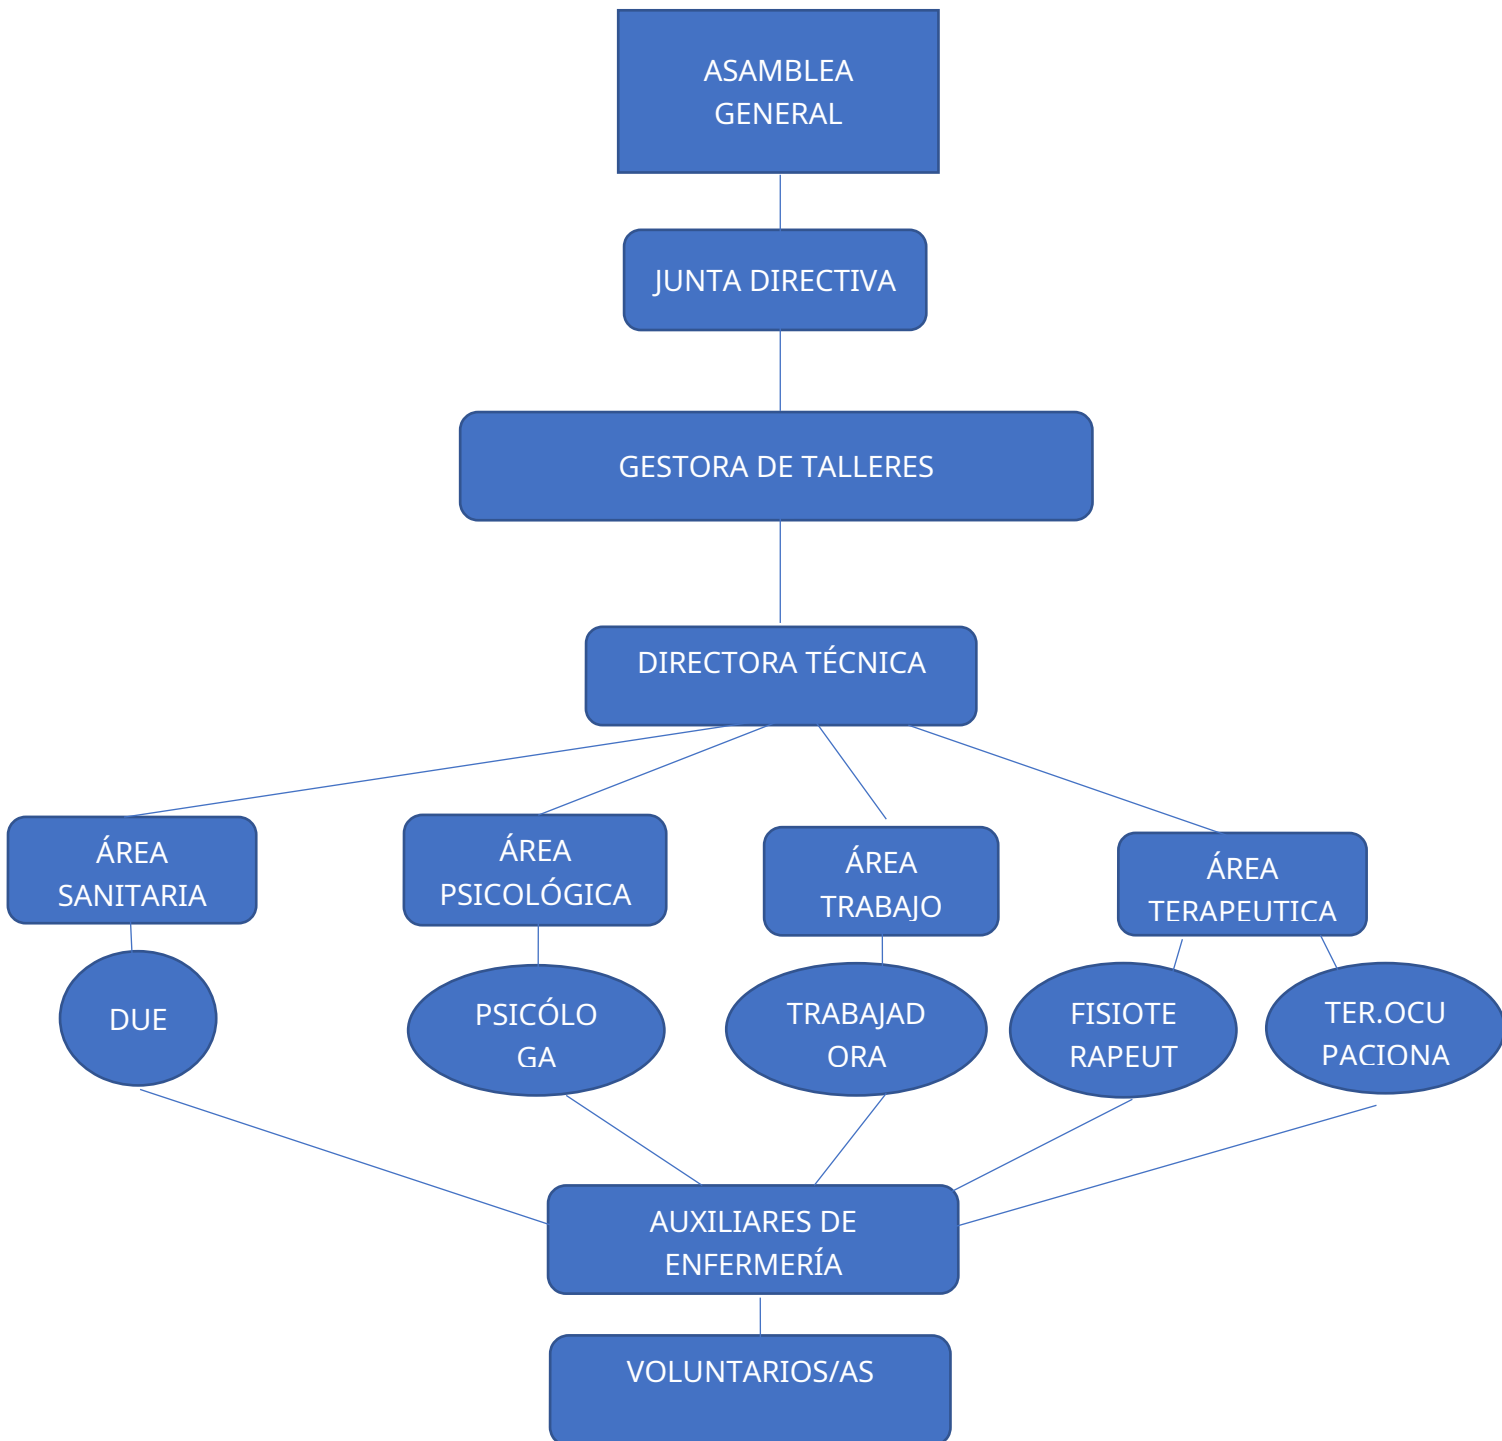 ASAMBLEA
GENERAL
JUNTA DIRECTIVA
GESTORA DE TALLERES
DIRECTORA TÉCNICA
ÁREA
SANITARIA
ÁREA
PSICOLÓGICA
ÁREA
TRABAJO
ÁREA
TERAPEUTICA
DUE
PSICÓLO
GA
TRABAJAD
ORA
FISIOTE
RAPEUT
TER.OCU
PACIONA
AUXILIARES DE
ENFERMERÍA
VOLUNTARIOS/AS